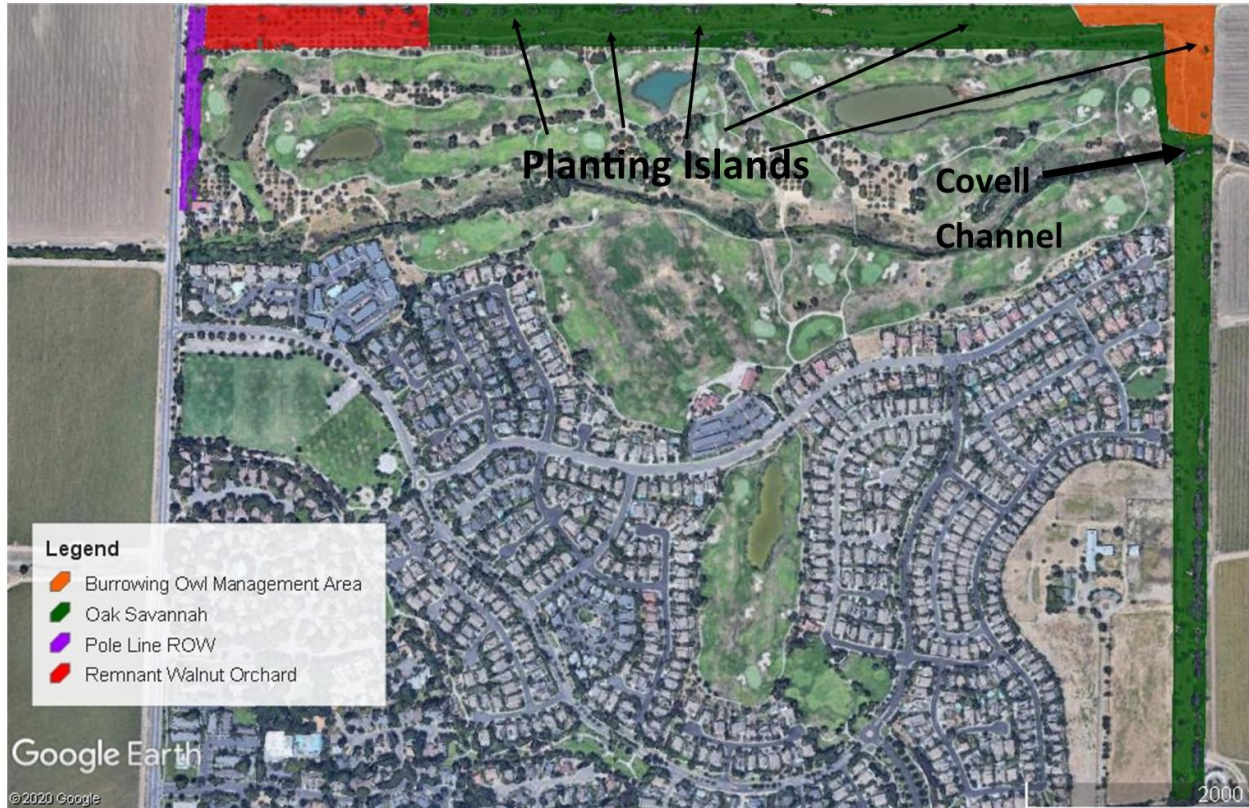 Planting Islands
Covell
Channel
Legend
Burrowing Owl Management Area
Oak Savannah
Pole Line ROW
Remnant Walnut Orchard
Google Earth
©2020 Google
2000